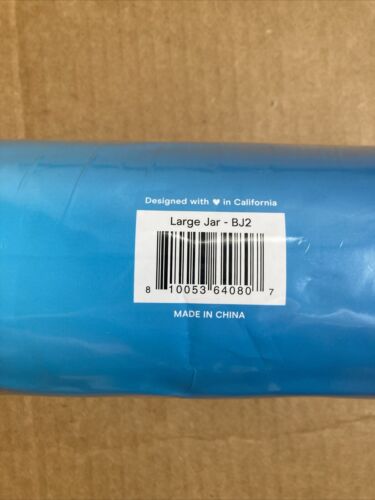 Designed with ♥ in California
Large Jar - BJ2
8 10053 64080 7
MADE IN CHINA